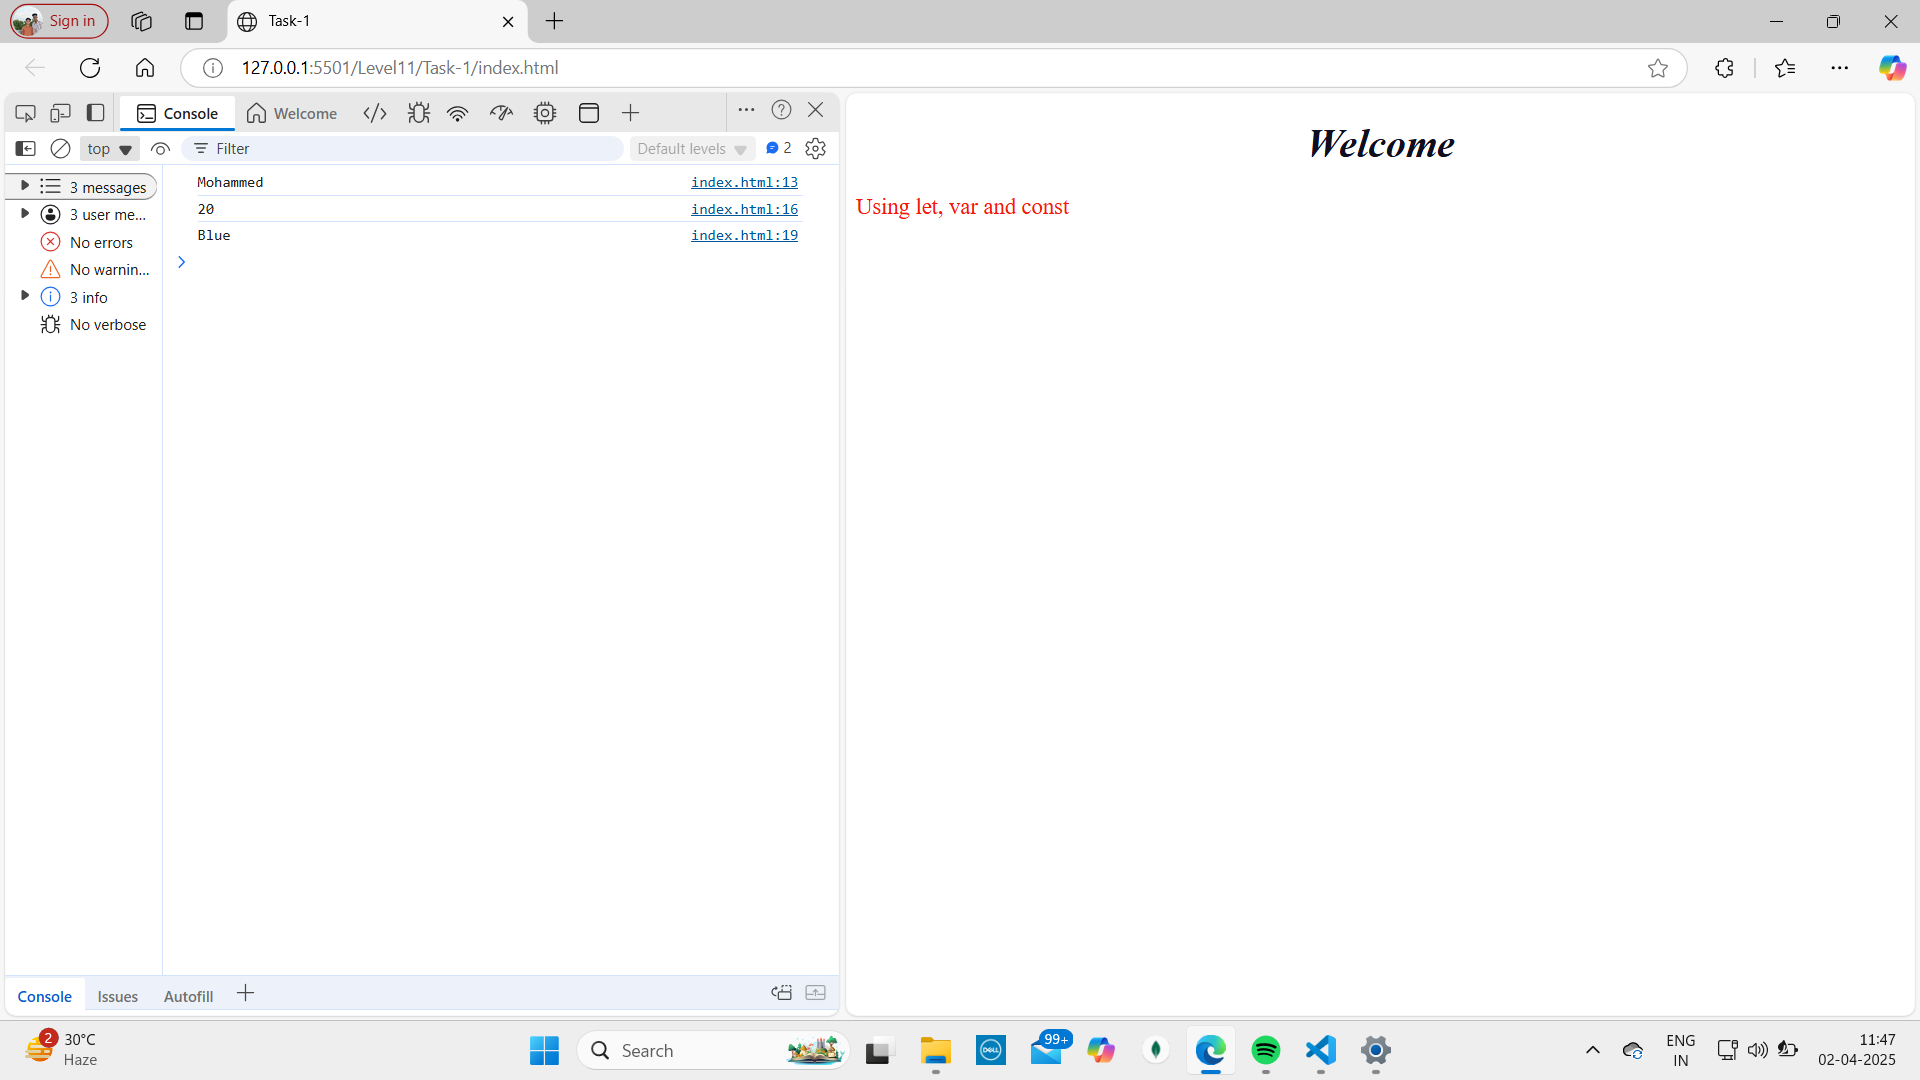 Sign in
Task-1
127.0.0.1:5501/Level11/Task-1/index.html
Console
Welcome
top
Filter
Default levels
2
3 messages
3 user me...
No errors
No warnin...
3 info
No verbose
Mohammed index.html:13
20 index.html:16
Blue index.html:19
Welcome
Using let, var and const
Console
Issues
Autofill
2
30°C
Haze
Search
DELL
99+
ENG
IN
11:47
02-04-2025